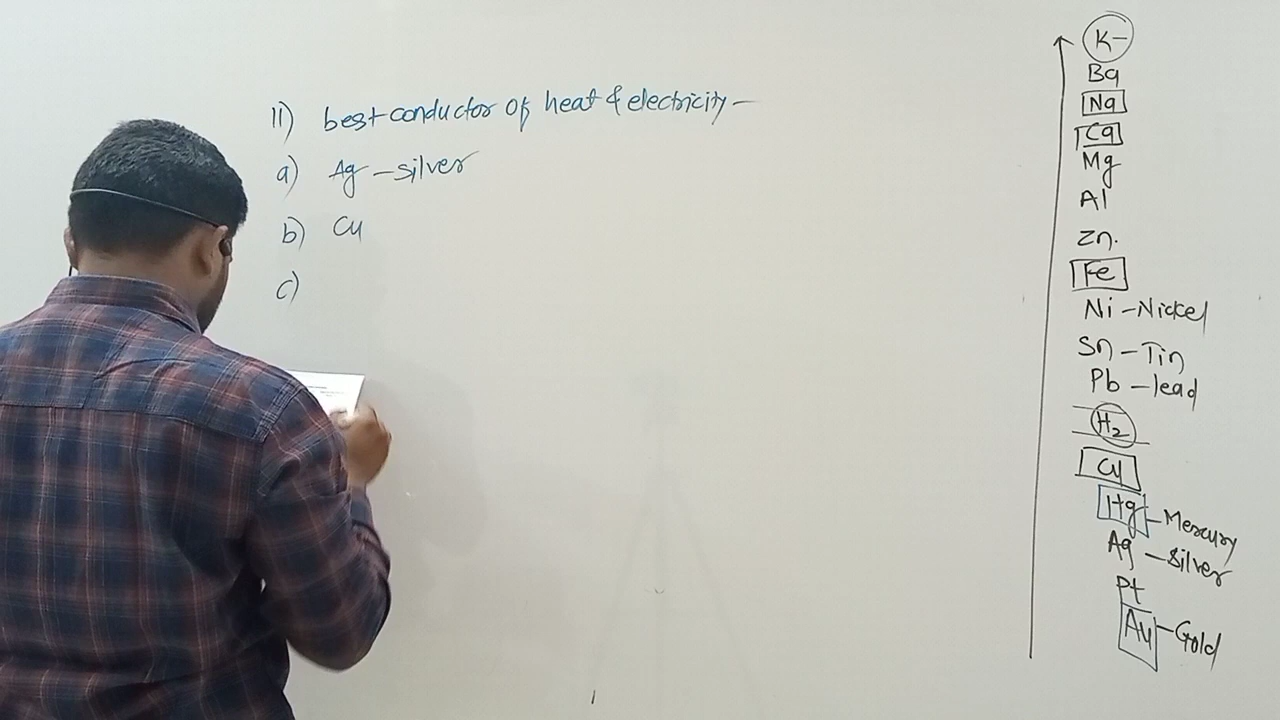 11) best conductor of heat & electricity -
a) Ag - silver
b) Cu
c)
K-
Ba
Na
Ca
Mg
Al
Zn.
Fe
Ni - Nickel
Sn - Tin
Pb - lead
H2
Cu
Hg - Mercury
Ag - Silver
Pt
Au - Gold